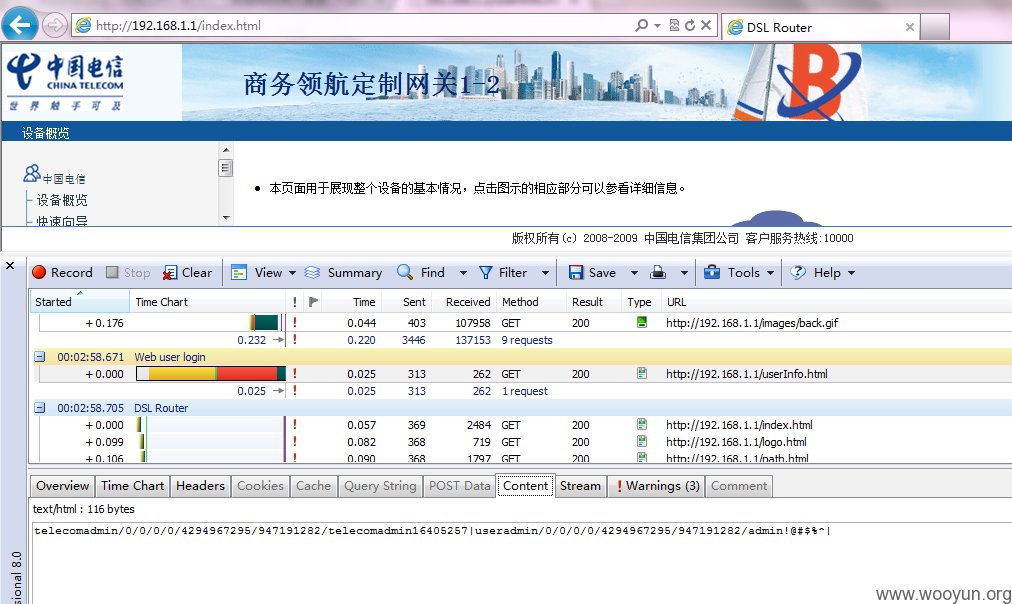 http://192.168.1.1/index.html
DSL Router
中国电信
CHINA TELECOM
世界触手可及
商务领航定制网关1-2
设备概览
中国电信
设备概览
快速向导
本页面用于展现整个设备的基本情况，点击图示的相应部分可以参看详细信息。
版权所有(c) 2008-2009 中国电信集团公司 客户服务热线:10000
Record Stop Clear View Summary Find Filter Save Tools Help
Started Time Chart ! Time Sent Received Method Result Type URL
+ 0.176 ! 0.044 403 107958 GET 200 http://192.168.1.1/images/back.gif
0.232 ! 0.220 3446 137153 9 requests
00:02:58.671 Web user login
+ 0.000 ! 0.025 313 262 GET 200 http://192.168.1.1/userInfo.html
0.025 ! 0.025 313 262 1 request
00:02:58.705 DSL Router
+ 0.000 ! 0.057 369 2484 GET 200 http://192.168.1.1/index.html
+ 0.099 ! 0.082 368 719 GET 200 http://192.168.1.1/logo.html
+ 0.106 ! 0.090 368 1797 GET 200 http://192.168.1.1/path.html
Overview Time Chart Headers Cookies Cache Query String POST Data Content Stream ! Warnings (3) Comment
text/html : 116 bytes
telecomadmin/0/0/0/0/4294967295/947191282/telecomadmin16405257|useradmin/0/0/0/0/4294967295/947191282/admin!@#$%^|
sional 8.0
www.wooyun.org